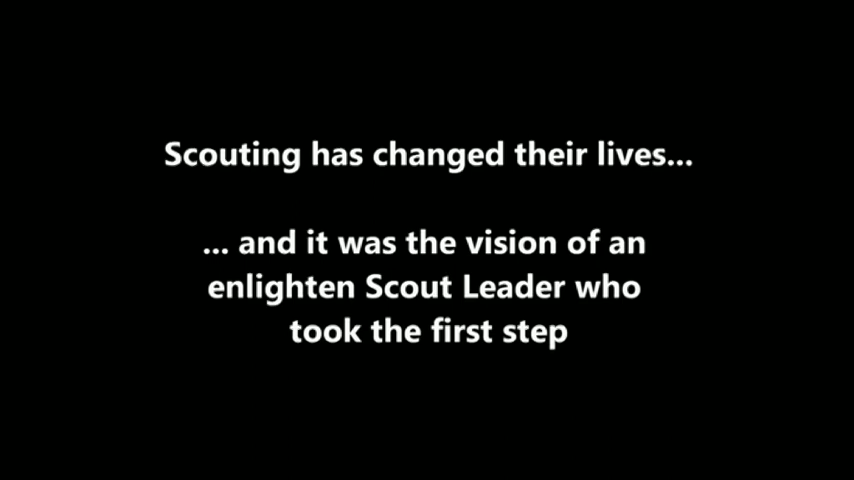 Scouting has changed their lives...
... and it was the vision of an
enlighten Scout Leader who
took the first step